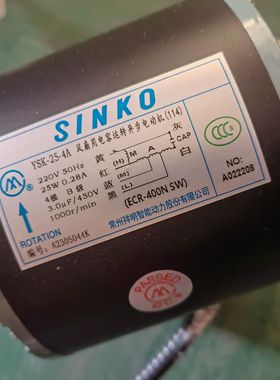 SINKO
YSK-25-4A 风扇用电容运转异步电动机(114)
220V 50Hz
25W 0.28A
4极 B级
3.0μF/450V
1000r/min
黄 (H) 灰
红 (M) M A CAP
蓝 (L) 白
黑
(ECR-400N SW)
ROTATION
编号: A2305044K
常州祥明智能动力股份有限公司
CCC
NO:
A022208
PASSED